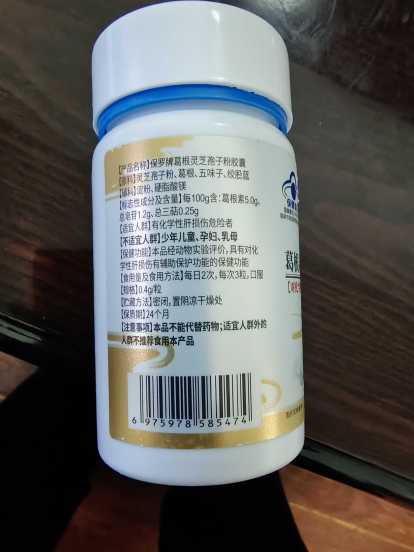 【产品名称】保罗牌葛根灵芝孢子粉胶囊
【原料】灵芝孢子粉、葛根、五味子、绞股蓝
【辅料】淀粉、硬脂酸镁
【标志性成分及含量】每100g含：葛根素5.0g、
总皂苷1.2g、总三萜0.25g
【适宜人群】有化学性肝损伤危险者
【不适宜人群】少年儿童、孕妇、乳母
【保健功能】本品经动物实验评价，具有对化
学性肝损伤有辅助保护功能的保健功能
【食用量及食用方法】每日2次，每次3粒，口服
【规格】0.4g/粒
【贮藏方法】密闭，置阴凉干燥处
【保质期】24个月
【注意事项】本品不能代替药物；适宜人群外的
人群不推荐食用本产品
6 975978 585474
葛根